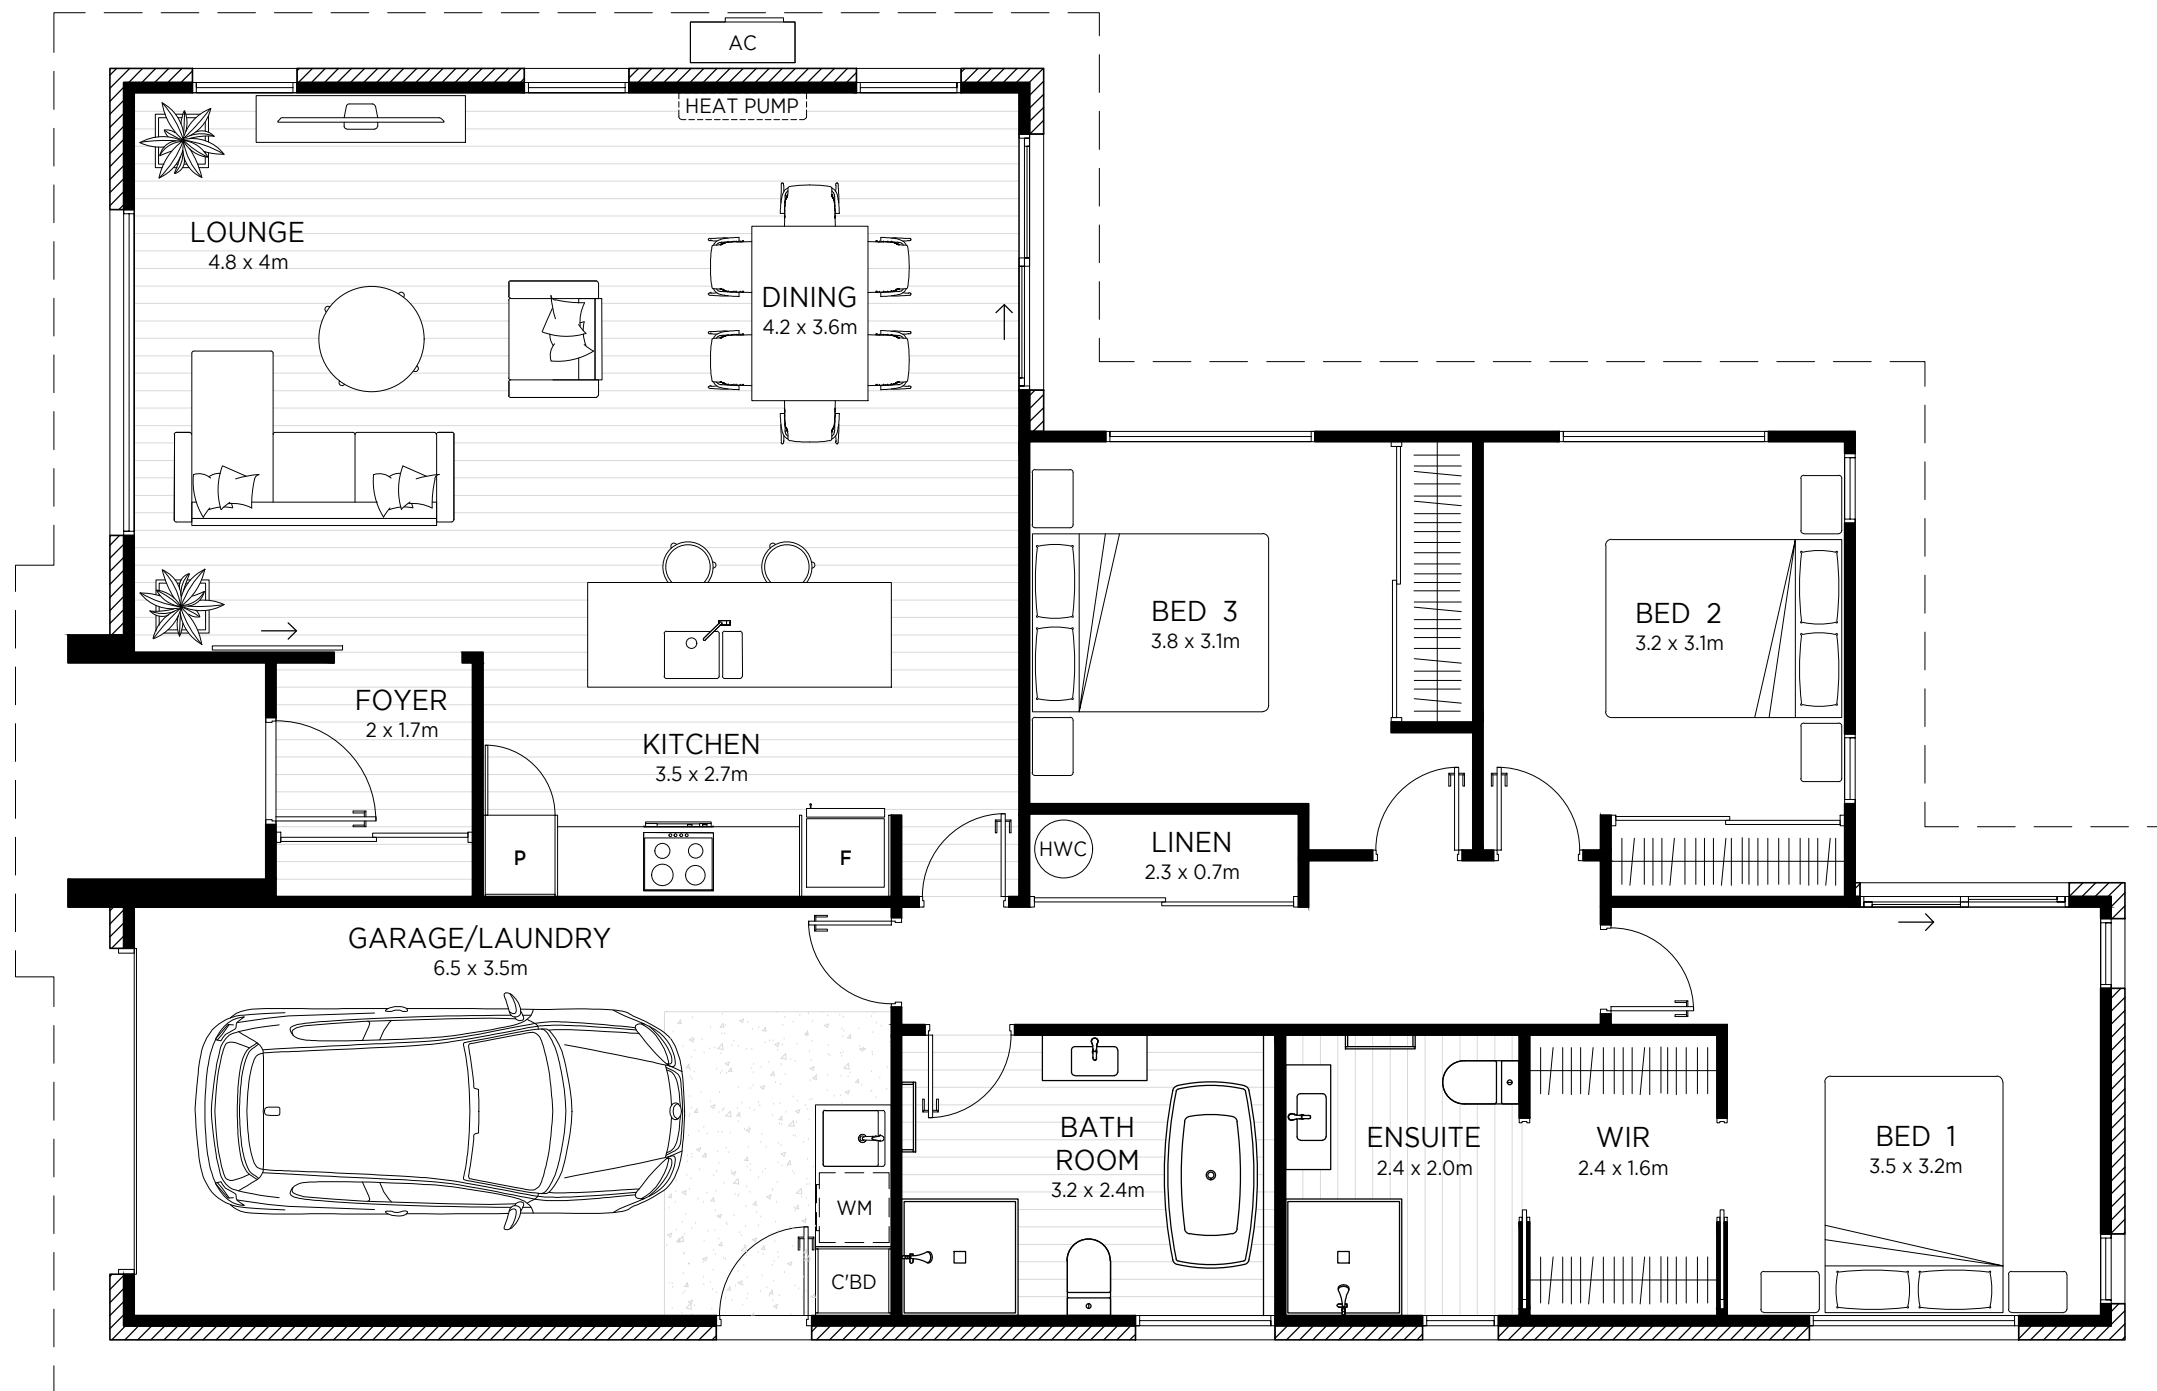 AC
HEAT PUMP
LOUNGE
4.8 x 4m
DINING
4.2 x 3.6m
BED 3
3.8 x 3.1m
BED 2
3.2 x 3.1m
FOYER
2 x 1.7m
KITCHEN
3.5 x 2.7m
P
F
HWC
LINEN
2.3 x 0.7m
GARAGE/LAUNDRY
6.5 x 3.5m
BATH
ROOM
3.2 x 2.4m
ENSUITE
2.4 x 2.0m
WIR
2.4 x 1.6m
BED 1
3.5 x 3.2m
WM
C'BD